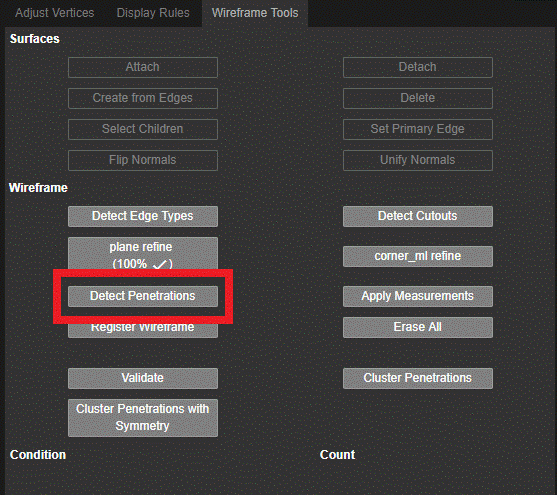 Adjust Vertices Display Rules Wireframe Tools
Surfaces
Attach Detach
Create from Edges Delete
Select Children Set Primary Edge
Flip Normals Unify Normals
Wireframe
Detect Edge Types Detect Cutouts
plane refine
(100% ✓) corner_ml refine
Detect Penetrations Apply Measurements
Register Wireframe Erase All
Validate Cluster Penetrations
Cluster Penetrations with
Symmetry
Condition Count